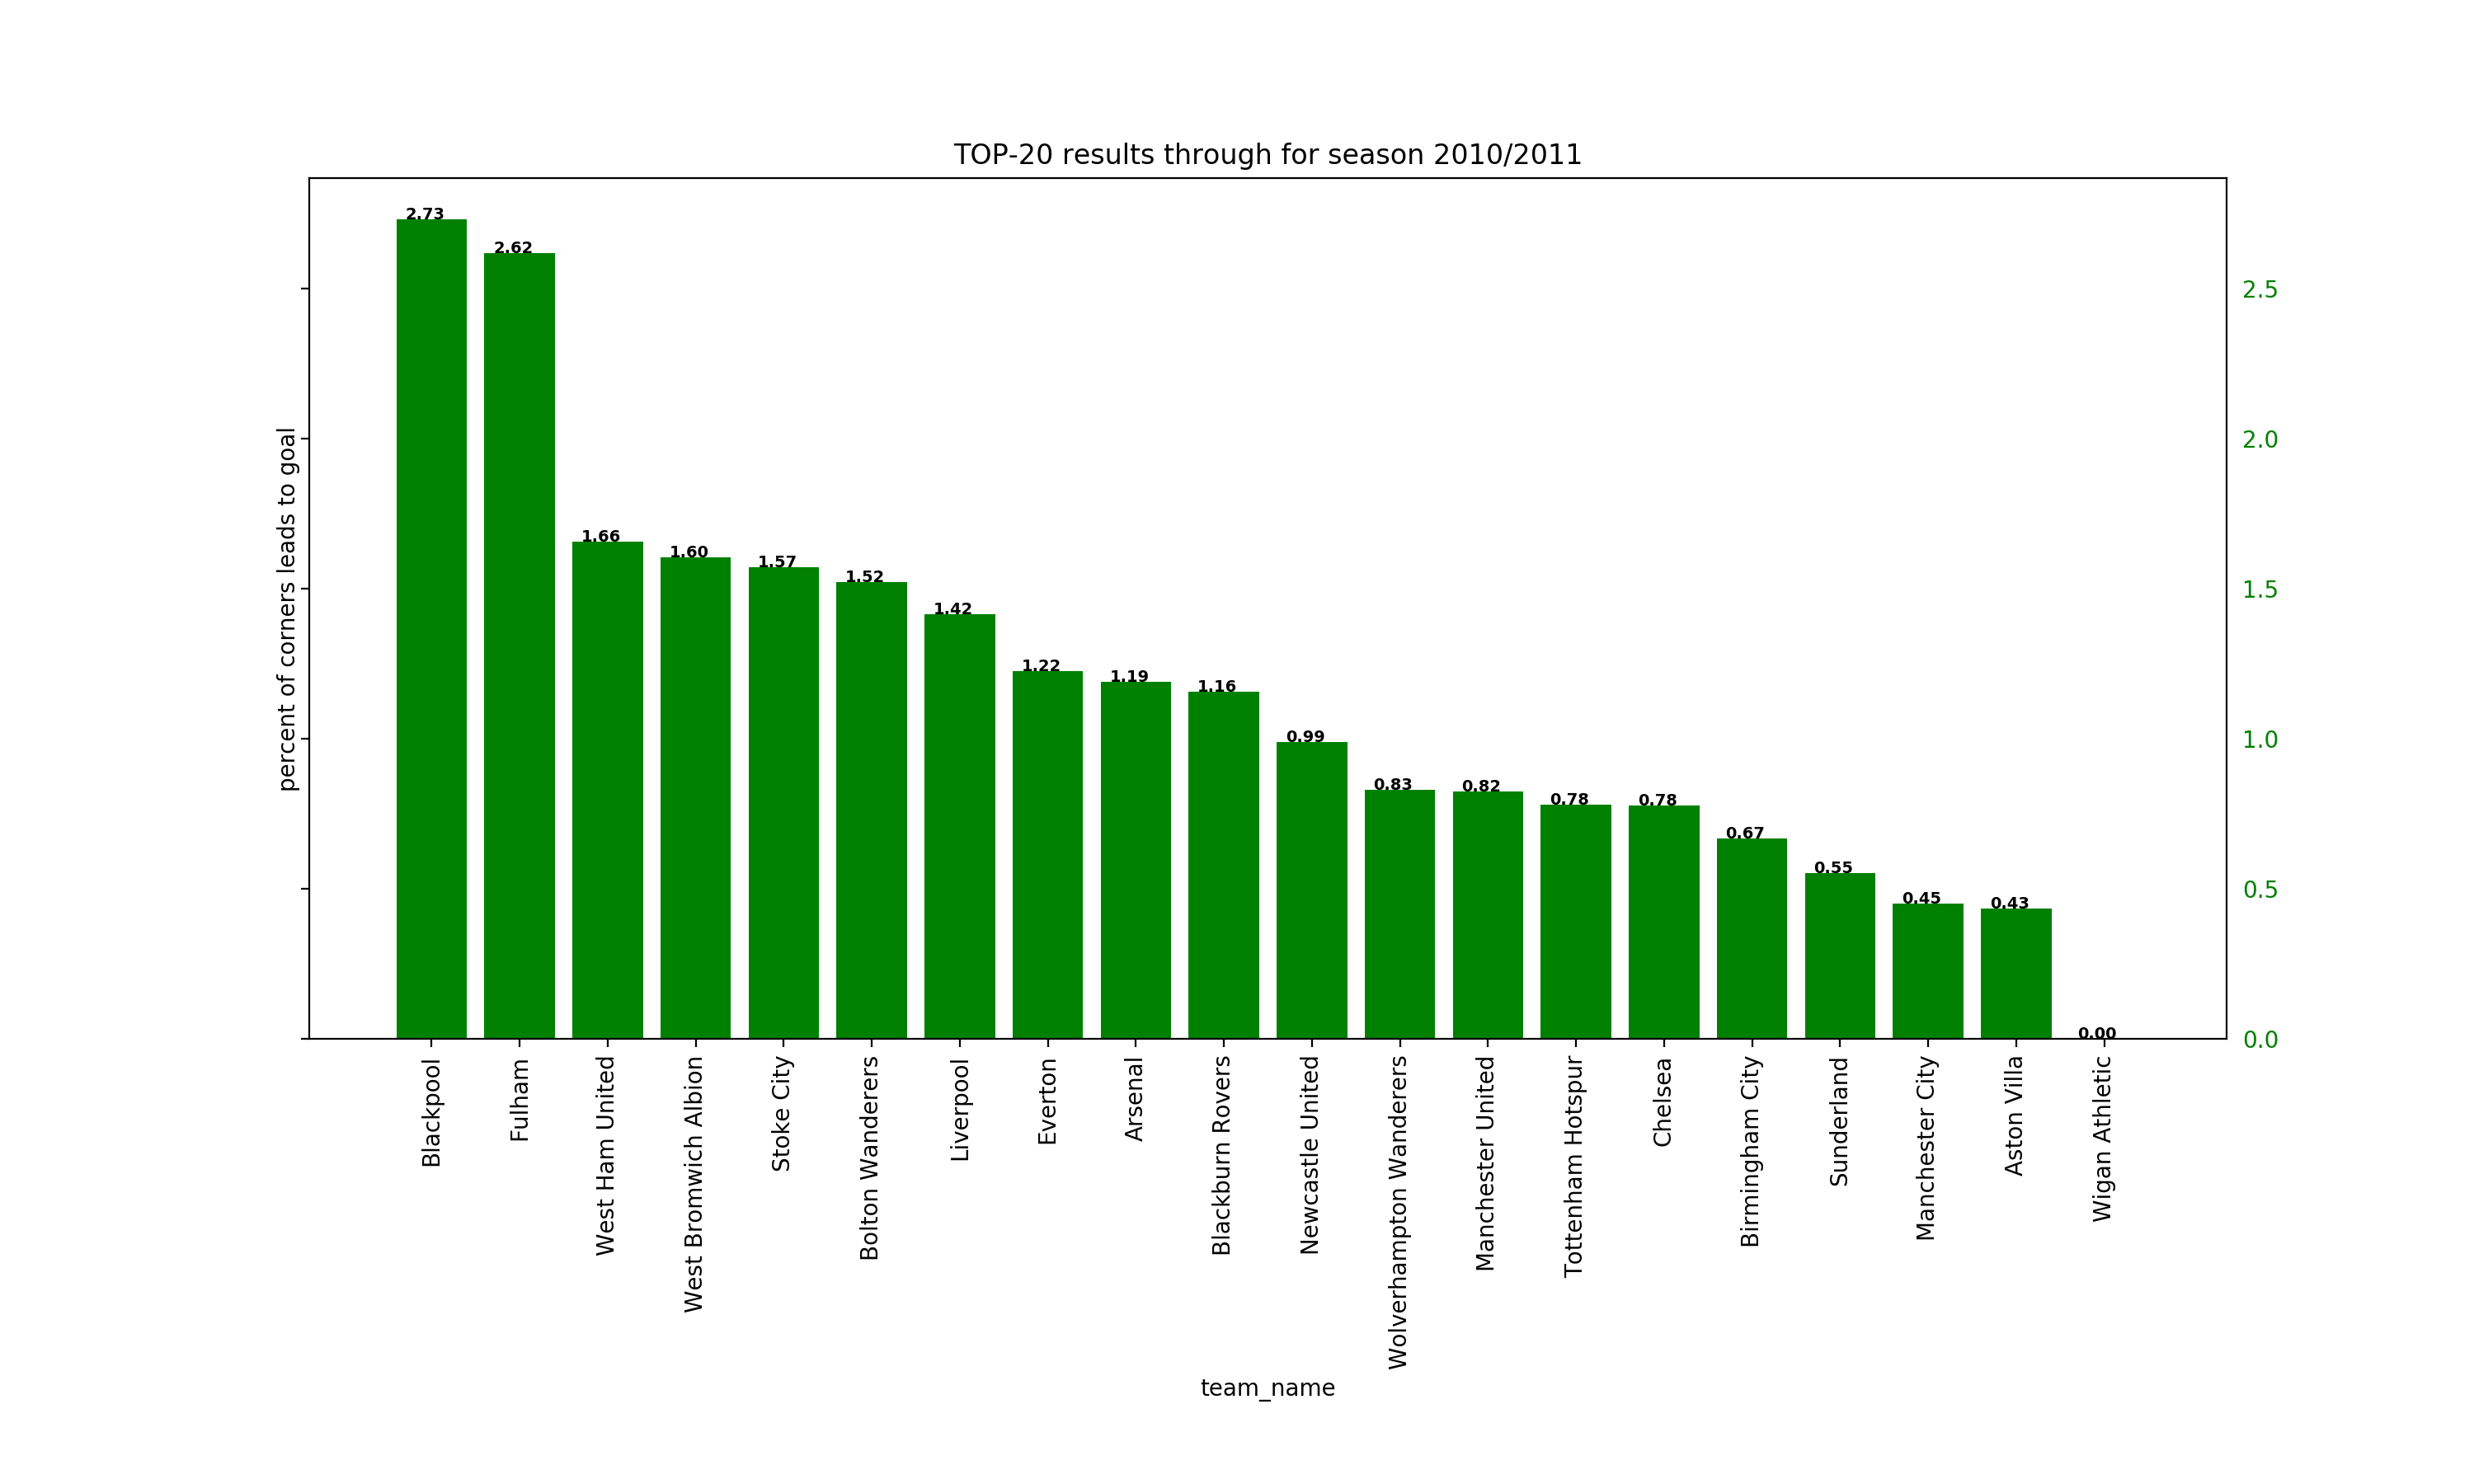 TOP-20 results through for season 2010/2011
percent of corners leads to goal
2.73
2.62
1.66
1.60
1.57
1.52
1.42
1.22
1.19
1.16
0.99
0.83
0.82
0.78
0.78
0.67
0.55
0.45
0.43
0.00
2.5
2.0
1.5
1.0
0.5
0.0
Blackpool
Fulham
West Ham United
West Bromwich Albion
Stoke City
Bolton Wanderers
Liverpool
Everton
Arsenal
Blackburn Rovers
Newcastle United
Wolverhampton Wanderers
Manchester United
Tottenham Hotspur
Chelsea
Birmingham City
Sunderland
Manchester City
Aston Villa
Wigan Athletic
team_name